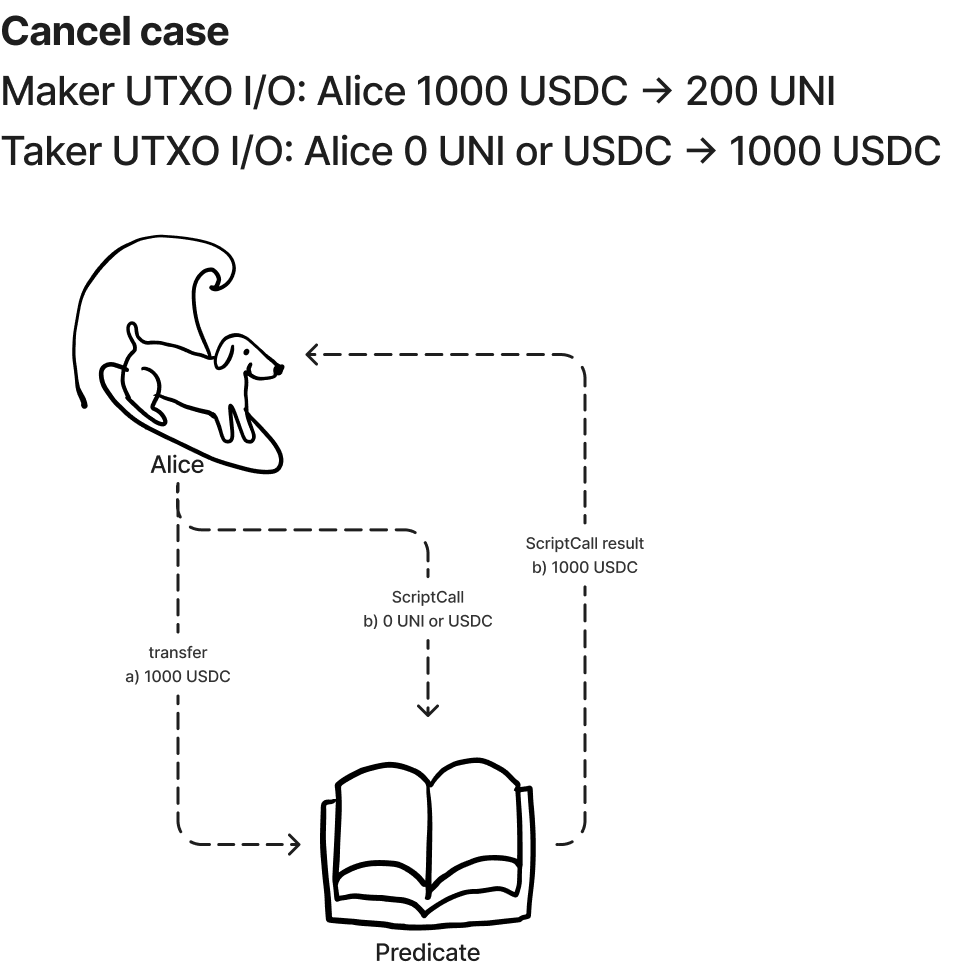 Cancel case
Maker UTXO I/O: Alice 1000 USDC → 200 UNI
Taker UTXO I/O: Alice 0 UNI or USDC → 1000 USDC
Alice
ScriptCall result
b) 1000 USDC
ScriptCall
b) 0 UNI or USDC
transfer
a) 1000 USDC
Predicate